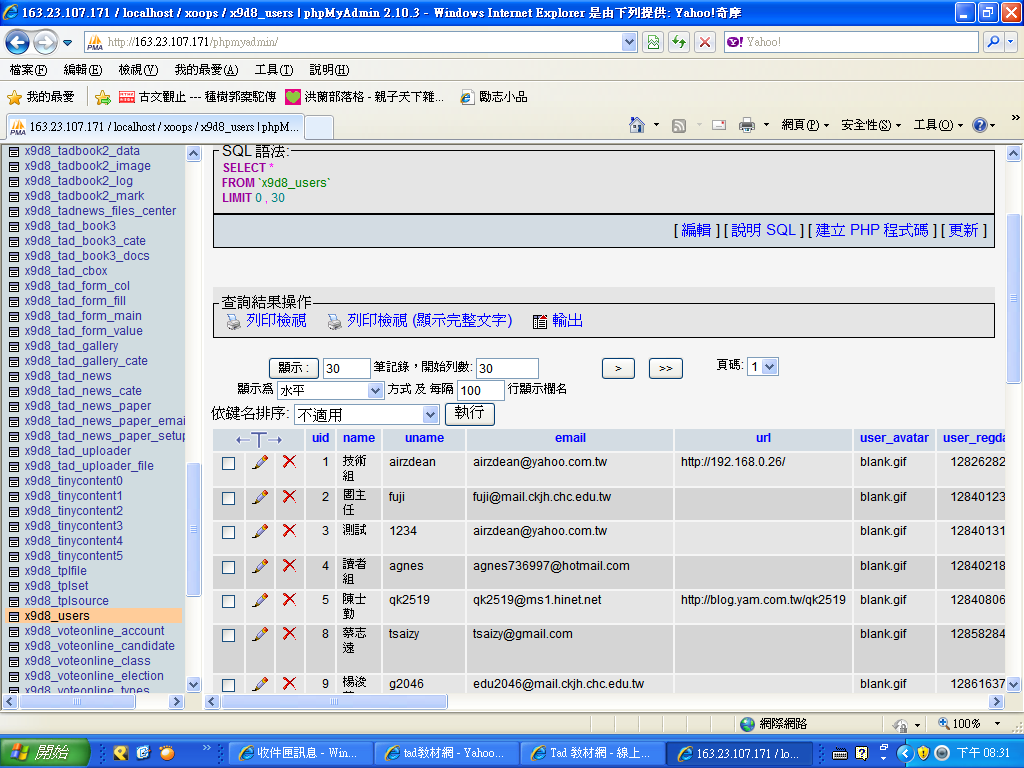 163.23.107.171 / localhost / xoops / x9d8_users | phpMyAdmin 2.10.3 - Windows Internet Explorer 是由下列提供: Yahoo!奇摩
http://163.23.107.171/phpmyadmin/
Yahoo!
檔案(F) 編輯(E) 檢視(V) 我的最愛(A) 工具(T) 說明(H)
我的最愛 古文觀止 --- 種樹郭橐駝傳 洪蘭部落格 - 親子天下雜... 勵志小品
163.23.107.171 / localhost / xoops / x9d8_users | phpM...
網頁(P) 安全性(S) 工具(O)
x9d8_tadbook2_data
x9d8_tadbook2_image
x9d8_tadbook2_log
x9d8_tadbook2_mark
x9d8_tadnews_files_center
x9d8_tad_book3
x9d8_tad_book3_cate
x9d8_tad_book3_docs
x9d8_tad_cbox
x9d8_tad_form_col
x9d8_tad_form_fill
x9d8_tad_form_main
x9d8_tad_form_value
x9d8_tad_gallery
x9d8_tad_gallery_cate
x9d8_tad_news
x9d8_tad_news_cate
x9d8_tad_news_paper
x9d8_tad_news_paper_emai
x9d8_tad_news_paper_setup
x9d8_tad_uploader
x9d8_tad_uploader_file
x9d8_tinycontent0
x9d8_tinycontent1
x9d8_tinycontent2
x9d8_tinycontent3
x9d8_tinycontent4
x9d8_tinycontent5
x9d8_tplfile
x9d8_tplset
x9d8_tplsource
x9d8_users
x9d8_voteonline_account
x9d8_voteonline_candidate
x9d8_voteonline_class
x9d8_voteonline_election
x9d8_voteonline_types
SQL 語法:
SELECT *
FROM `x9d8_users`
LIMIT 0 , 30
[ 編輯 ] [ 說明 SQL ] [ 建立 PHP 程式碼 ] [ 更新 ]
查詢結果操作
列印檢視 列印檢視 (顯示完整文字) 輸出
顯示 : 30 筆記錄，開始列數: 30 > >> 頁碼: 1
顯示為 水平 方式 及 每隔 100 行顯示欄名
依鍵名排序: 不適用 執行
←T→ uid name uname email url user_avatar user_regda
1 技術組 airzdean airzdean@yahoo.com.tw http://192.168.0.26/ blank.gif 12826282
2 圖主任 fuji fuji@mail.ckjh.chc.edu.tw blank.gif 12840123
3 測試 1234 airzdean@yahoo.com.tw blank.gif 12840131
4 讀者組 agnes agnes736997@hotmail.com blank.gif 12840218
5 陳士勤 qk2519 qk2519@ms1.hinet.net http://blog.yam.com.tw/qk2519 blank.gif 12840806
8 蔡志遠 tsaizy tsaizy@gmail.com blank.gif 12858284
9 楊浚 g2046 edu2046@mail.ckjh.chc.edu.tw blank.gif 12861637
網際網路 100%
開始 收件匣訊息 - Win... tad教材網 - Yahoo... Tad 教材網 - 線上... 163.23.107.171 / lo... 下午 08:31